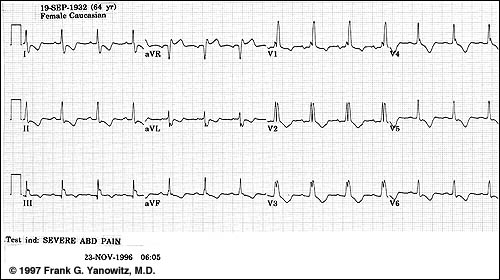 19-SEP-1932 (64 yr)
Female Caucasian
I aVR V1 V4
II aVL V2 V5
III aVF V3 V6
Test ind: SEVERE ABD PAIN
23-NOV-1996 06:05
© 1997 Frank G. Yanowitz, M.D.